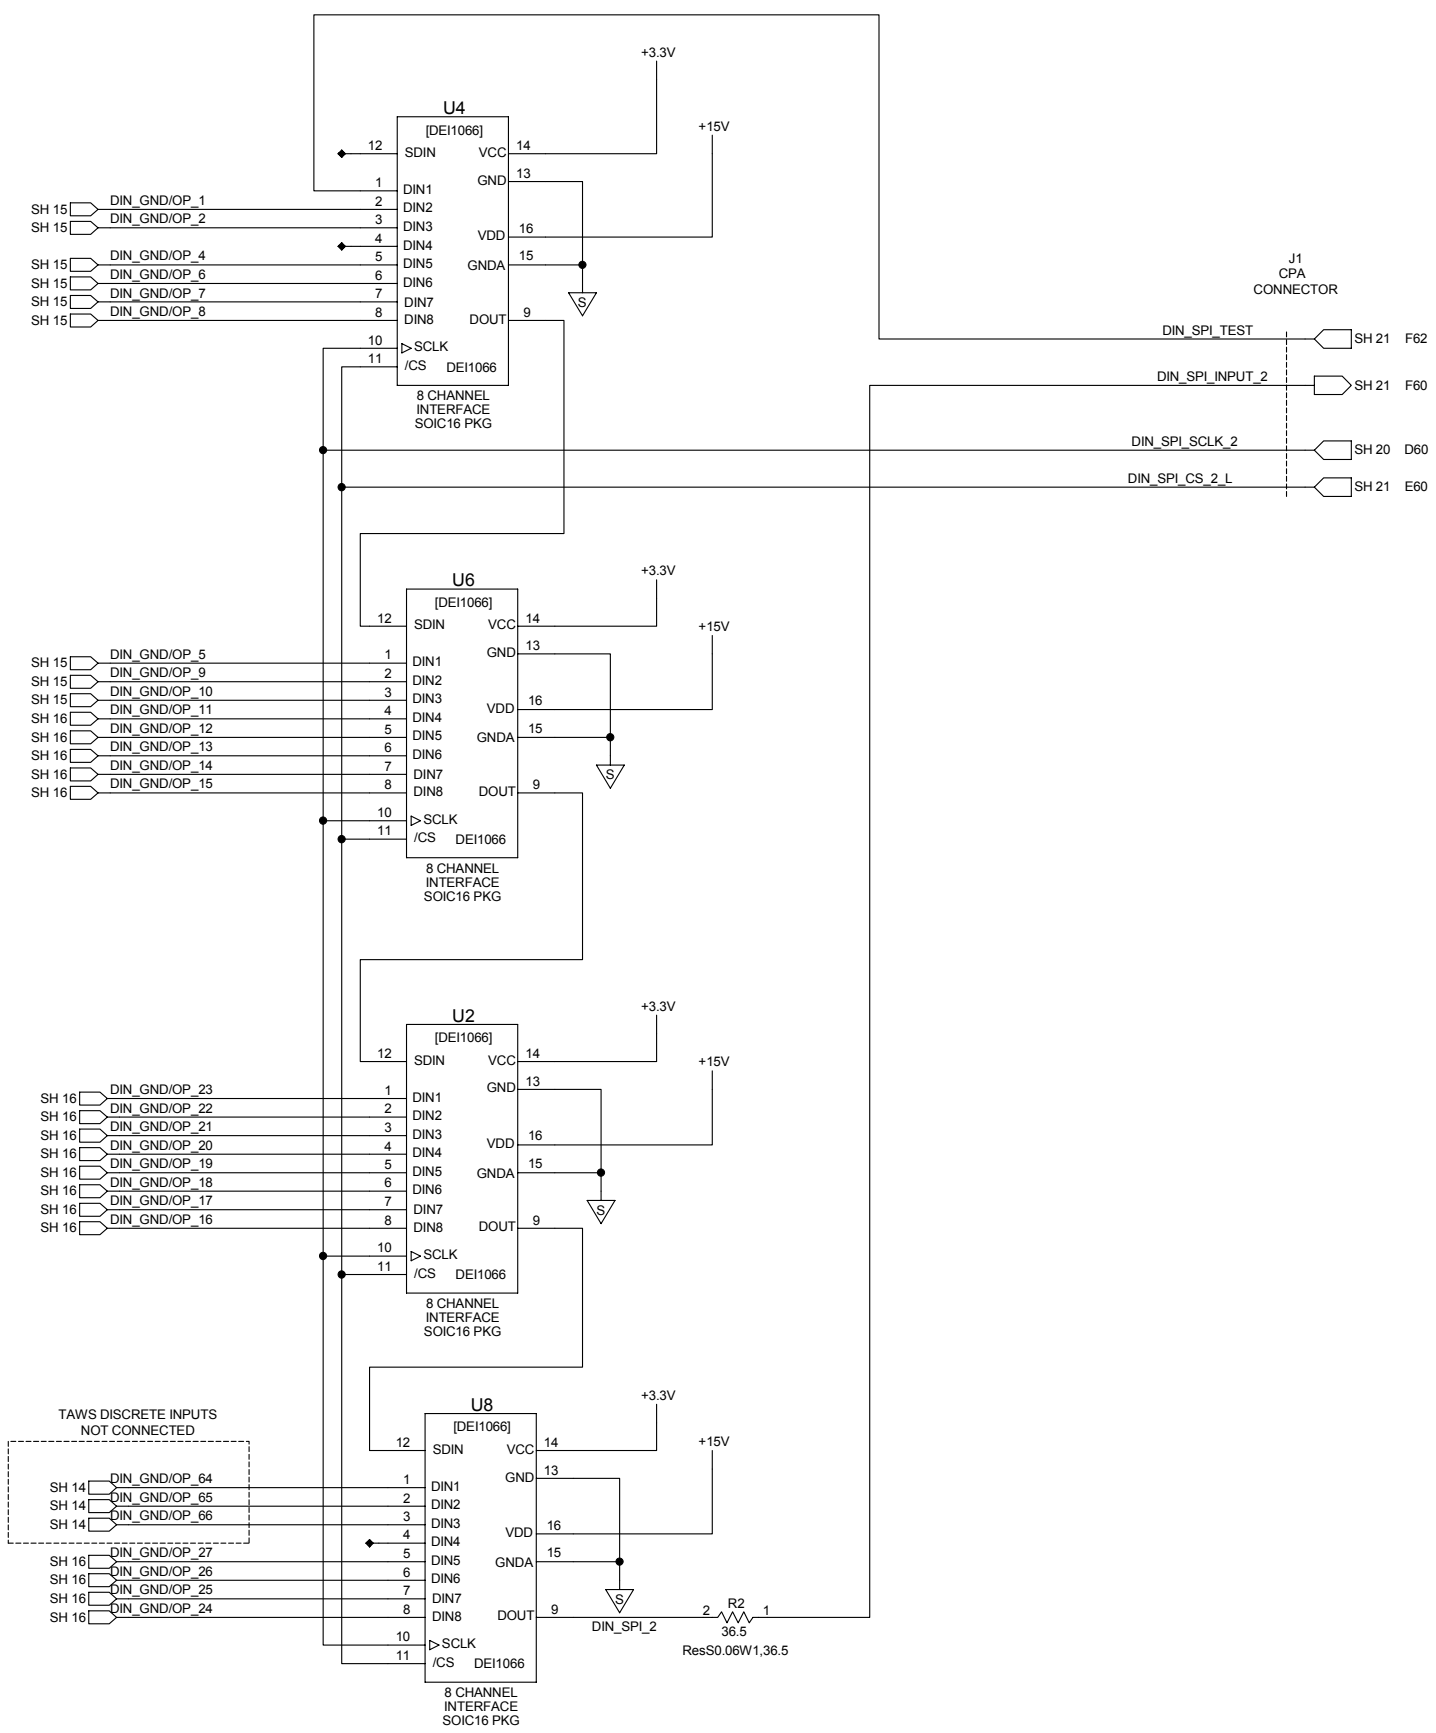 +3.3V
U4
[DEI1066]
+15V
12 SDIN VCC 14
GND 13
1 DIN1
SH 15 DIN_GND/OP_1 2 DIN2
SH 15 DIN_GND/OP_2 3 DIN3
4 DIN4 VDD 16
SH 15 DIN_GND/OP_4 5 DIN5 GNDA 15
SH 15 DIN_GND/OP_6 6 DIN6
SH 15 DIN_GND/OP_7 7 DIN7
SH 15 DIN_GND/OP_8 8 DIN8 DOUT 9
S
10 SCLK
11 /CS DEI1066
8 CHANNEL
INTERFACE
SOIC16 PKG
J1
CPA
CONNECTOR
DIN_SPI_TEST SH 21 F62
DIN_SPI_INPUT_2 SH 21 F60
DIN_SPI_SCLK_2 SH 20 D60
DIN_SPI_CS_2_L SH 21 E60
+3.3V
U6
[DEI1066]
+15V
12 SDIN VCC 14
GND 13
SH 15 DIN_GND/OP_5 1 DIN1
SH 15 DIN_GND/OP_9 2 DIN2
SH 15 DIN_GND/OP_10 3 DIN3
SH 16 DIN_GND/OP_11 4 DIN4 VDD 16
SH 16 DIN_GND/OP_12 5 DIN5 GNDA 15
SH 16 DIN_GND/OP_13 6 DIN6
SH 16 DIN_GND/OP_14 7 DIN7
SH 16 DIN_GND/OP_15 8 DIN8 DOUT 9
S
10 SCLK
11 /CS DEI1066
8 CHANNEL
INTERFACE
SOIC16 PKG
+3.3V
U2
[DEI1066]
+15V
12 SDIN VCC 14
GND 13
SH 16 DIN_GND/OP_23 1 DIN1
SH 16 DIN_GND/OP_22 2 DIN2
SH 16 DIN_GND/OP_21 3 DIN3
SH 16 DIN_GND/OP_20 4 DIN4 VDD 16
SH 16 DIN_GND/OP_19 5 DIN5 GNDA 15
SH 16 DIN_GND/OP_18 6 DIN6
SH 16 DIN_GND/OP_17 7 DIN7
SH 16 DIN_GND/OP_16 8 DIN8 DOUT 9
S
10 SCLK
11 /CS DEI1066
8 CHANNEL
INTERFACE
SOIC16 PKG
+3.3V
U8
[DEI1066]
+15V
TAWS DISCRETE INPUTS
NOT CONNECTED
12 SDIN VCC 14
GND 13
SH 14 DIN_GND/OP_64 1 DIN1
SH 14 DIN_GND/OP_65 2 DIN2
SH 14 DIN_GND/OP_66 3 DIN3
4 DIN4 VDD 16
SH 16 DIN_GND/OP_27 5 DIN5 GNDA 15
SH 16 DIN_GND/OP_26 6 DIN6
SH 16 DIN_GND/OP_25 7 DIN7
SH 16 DIN_GND/OP_24 8 DIN8 DOUT 9
S
DIN_SPI_2
2 R2 1
36.5
ResS0.06W1,36.5
10 SCLK
11 /CS DEI1066
8 CHANNEL
INTERFACE
SOIC16 PKG